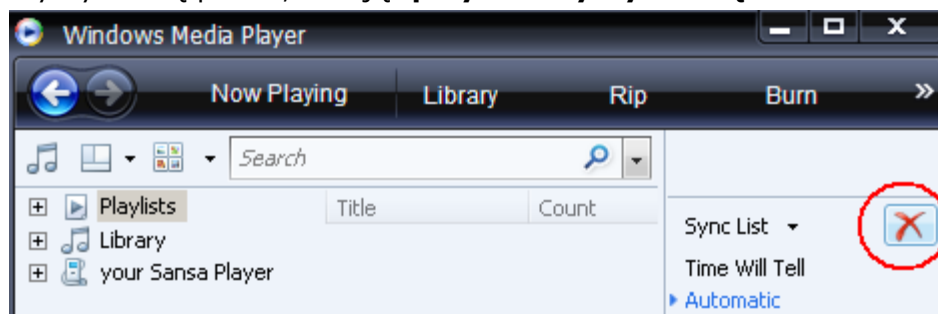 Windows Media Player
Now Playing Library Rip Burn »
Search
Playlists Title Count
Library
your Sansa Player
Sync List
Time Will Tell
Automatic